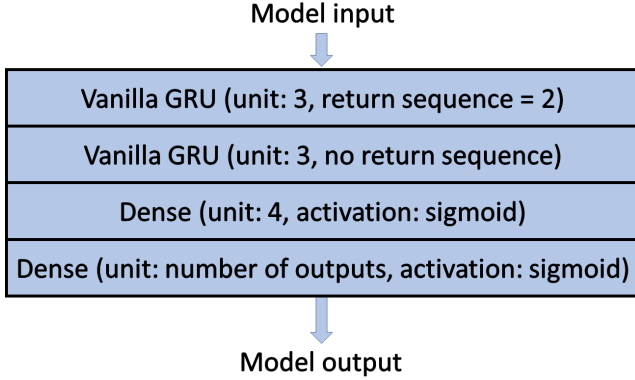 Model input
Vanilla GRU (unit: 3, return sequence = 2)
Vanilla GRU (unit: 3, no return sequence)
Dense (unit: 4, activation: sigmoid)
Dense (unit: number of outputs, activation: sigmoid)
Model output